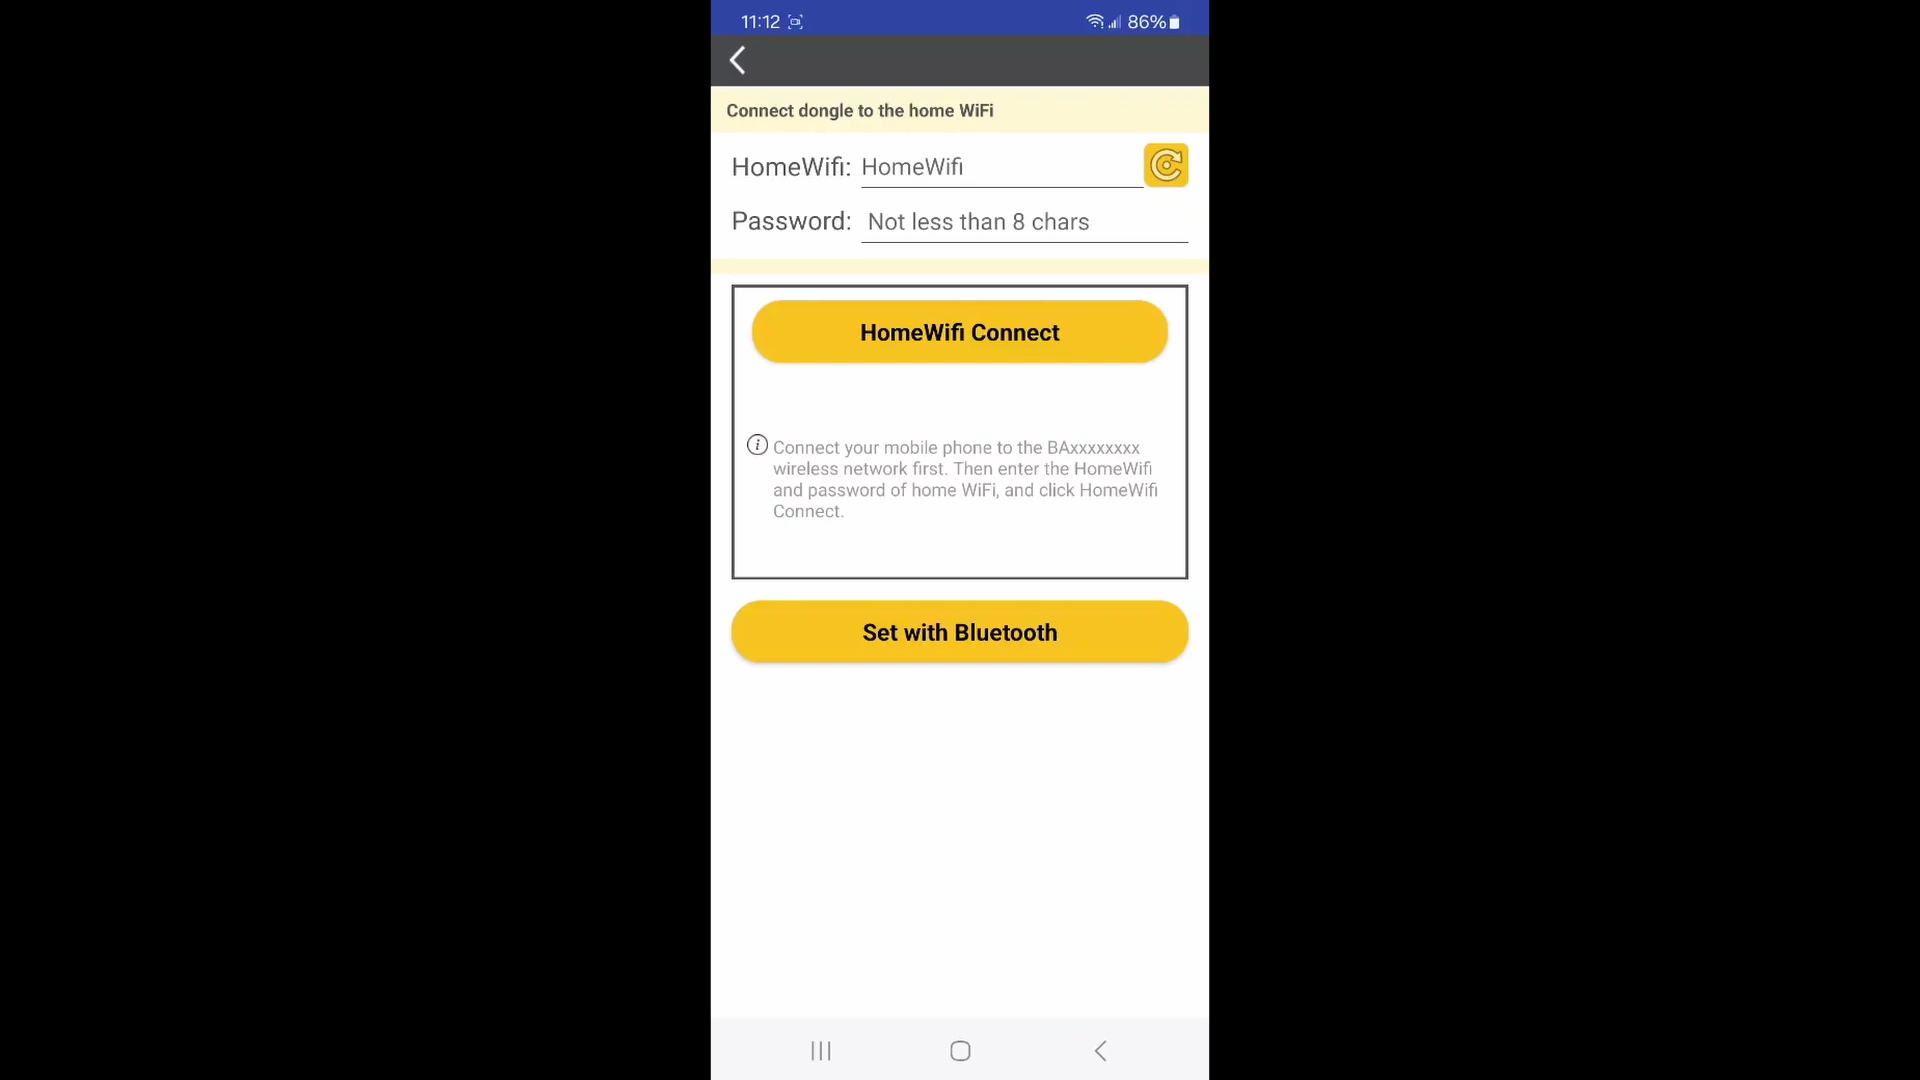 11:12 86%
Connect dongle to the home WiFi
HomeWifi: HomeWifi
Password: Not less than 8 chars
HomeWifi Connect
Connect your mobile phone to the BAxxxxxxxx
wireless network first. Then enter the HomeWifi
and password of home WiFi, and click HomeWifi
Connect.
Set with Bluetooth